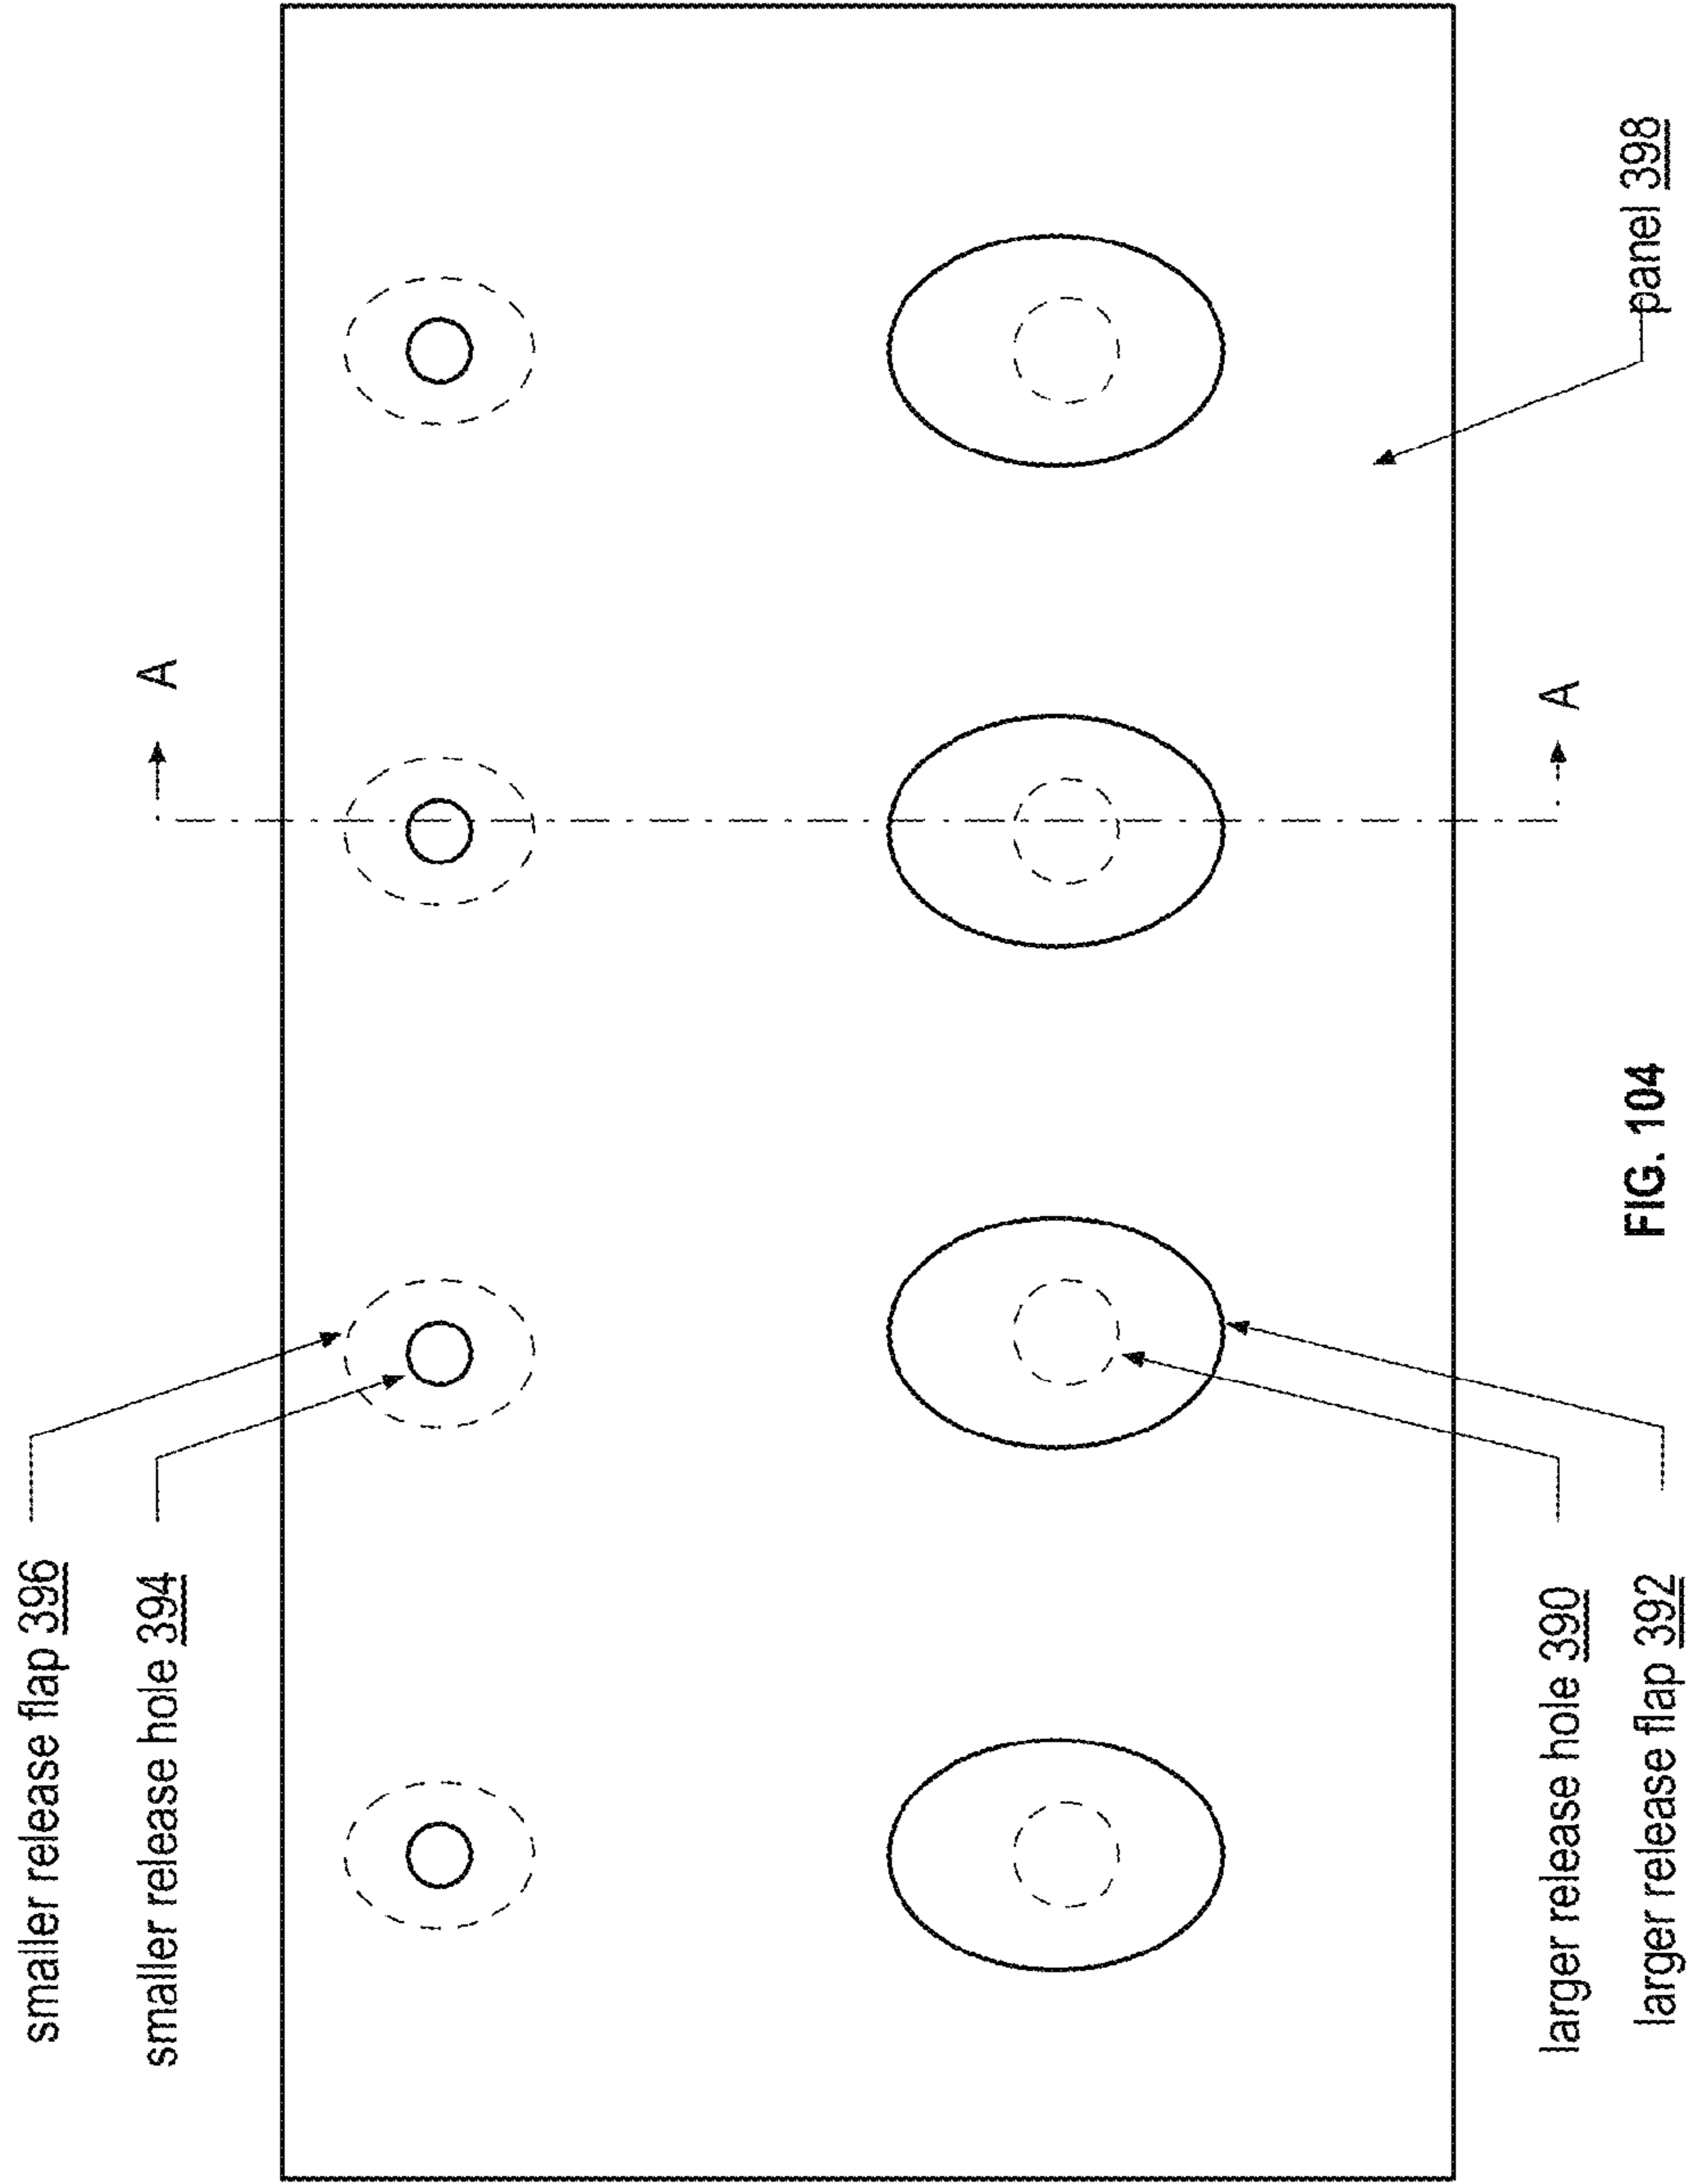 smaller release flap 396
smaller release hole 394
A
A
larger release hole 390
larger release flap 392
FIG. 104
panel 398